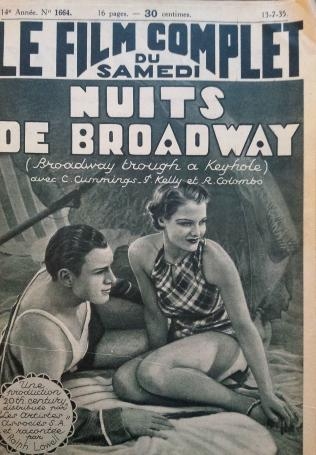 14e Année. N° 1664. 16 pages. — 30 centimes. 13-7-35.
LE FILM COMPLET
DU
SAMEDI
NUITS
DE BROADWAY
(Broadway trough a Keyhole)
avec C. Cummings-P. Kelly et R. Colombo
Une
production
20th century
distribuée par
"Les Artistes"
Associés S.A.
et racontée
par
Ralph Lowell